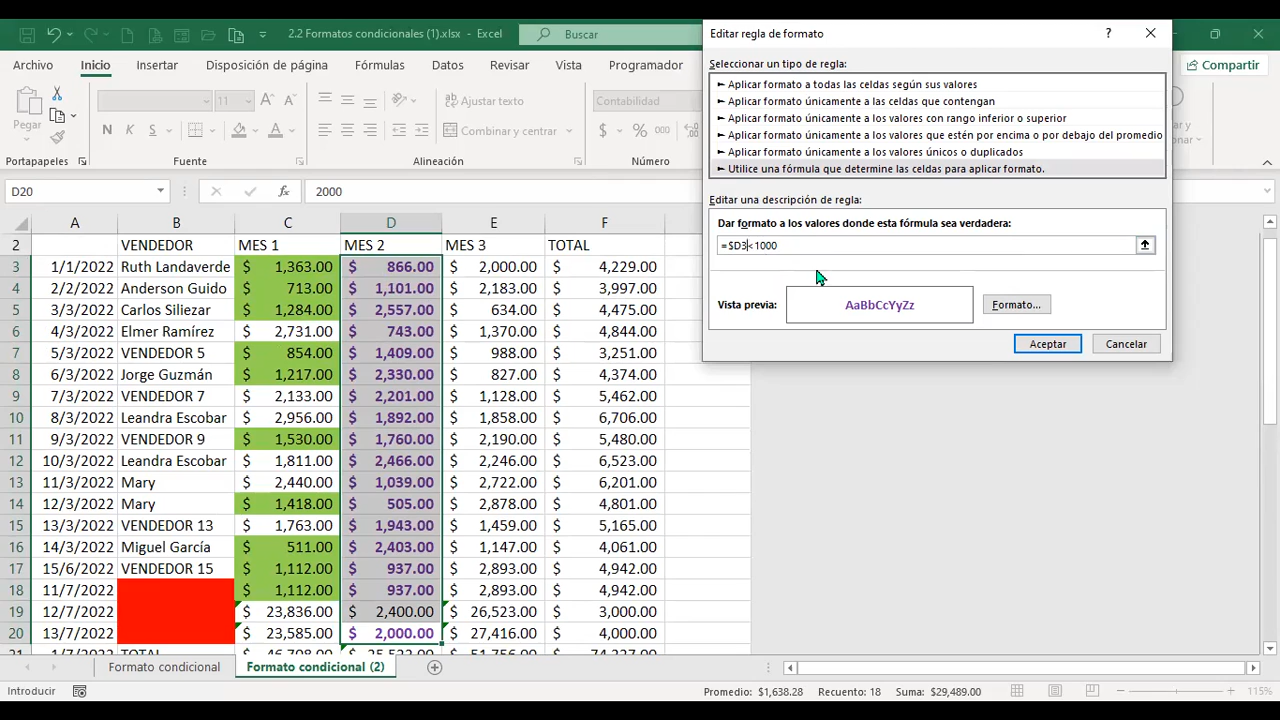 2.2 Formatos condicionales (1).xlsx - Excel
Buscar
Archivo Inicio Insertar Disposición de página Fórmulas Datos Revisar Vista Programador
Compartir
Pegar
11
Ajustar texto
Combinar y centrar
Contabilidad
Portapapeles Fuente Alineación Número
D20 2000
A B C D E F
2 VENDEDOR MES 1 MES 2 MES 3 TOTAL
3 1/1/2022 Ruth Landaverde $ 1,363.00 $ 866.00 $ 2,000.00 $ 4,229.00
4 2/2/2022 Anderson Guido $ 713.00 $ 1,101.00 $ 2,183.00 $ 3,997.00
5 3/3/2022 Carlos Siliezar $ 1,284.00 $ 2,557.00 $ 634.00 $ 4,475.00
6 4/3/2022 Elmer Ramírez $ 2,731.00 $ 743.00 $ 1,370.00 $ 4,844.00
7 5/3/2022 VENDEDOR 5 $ 854.00 $ 1,409.00 $ 988.00 $ 3,251.00
8 6/3/2022 Jorge Guzmán $ 1,217.00 $ 2,330.00 $ 827.00 $ 4,374.00
9 7/3/2022 VENDEDOR 7 $ 2,133.00 $ 2,201.00 $ 1,128.00 $ 5,462.00
10 8/3/2022 Leandra Escobar $ 2,956.00 $ 1,892.00 $ 1,858.00 $ 6,706.00
11 9/3/2022 VENDEDOR 9 $ 1,530.00 $ 1,760.00 $ 2,190.00 $ 5,480.00
12 10/3/2022 Leandra Escobar $ 1,811.00 $ 2,466.00 $ 2,246.00 $ 6,523.00
13 11/3/2022 Mary $ 2,440.00 $ 1,039.00 $ 2,722.00 $ 6,201.00
14 12/3/2022 Mary $ 1,418.00 $ 505.00 $ 2,878.00 $ 4,801.00
15 13/3/2022 VENDEDOR 13 $ 1,763.00 $ 1,943.00 $ 1,459.00 $ 5,165.00
16 14/3/2022 Miguel García $ 511.00 $ 2,403.00 $ 1,147.00 $ 4,061.00
17 15/6/2022 VENDEDOR 15 $ 1,112.00 $ 937.00 $ 2,893.00 $ 4,942.00
18 11/7/2022 $ 1,112.00 $ 937.00 $ 2,893.00 $ 4,942.00
19 12/7/2022 $ 23,836.00 $ 2,400.00 $ 26,523.00 $ 3,000.00
20 13/7/2022 $ 23,585.00 $ 2,000.00 $ 27,416.00 $ 4,000.00
Formato condicional Formato condicional (2)
Introducir Promedio: $1,638.28 Recuento: 18 Suma: $29,489.00 115%
Editar regla de formato
Seleccionar un tipo de regla:
Aplicar formato a todas las celdas según sus valores
Aplicar formato únicamente a las celdas que contengan
Aplicar formato únicamente a los valores con rango inferior o superior
Aplicar formato únicamente a los valores que estén por encima o por debajo del promedio
Aplicar formato únicamente a los valores únicos o duplicados
Utilice una fórmula que determine las celdas para aplicar formato.
Editar una descripción de regla:
Dar formato a los valores donde esta fórmula sea verdadera:
=$D3<1000
Vista previa: AaBbCcYyZz Formato...
Aceptar Cancelar